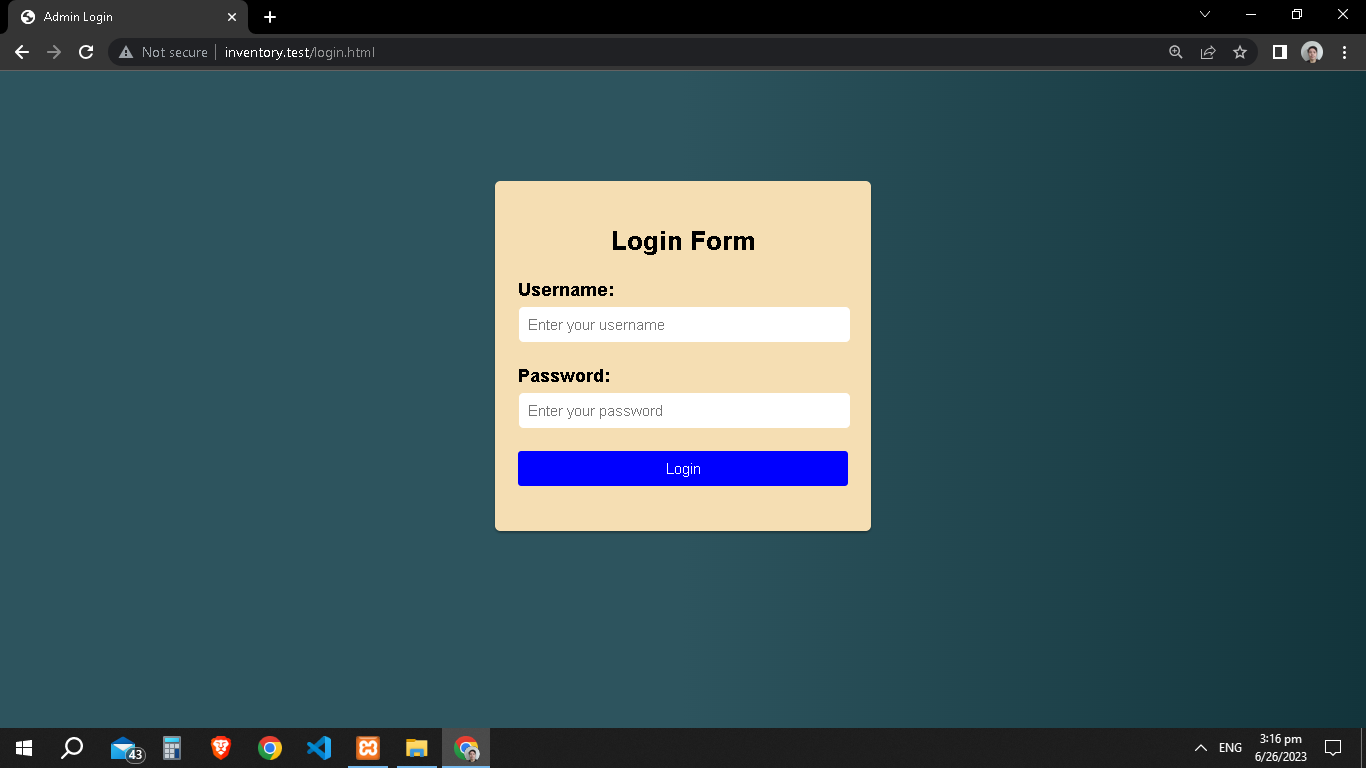 Admin Login
Not secure
inventory.test/login.html
Login Form
Username:
Enter your username
Password:
Enter your password
Login
43
ENG
3:16 pm
6/26/2023